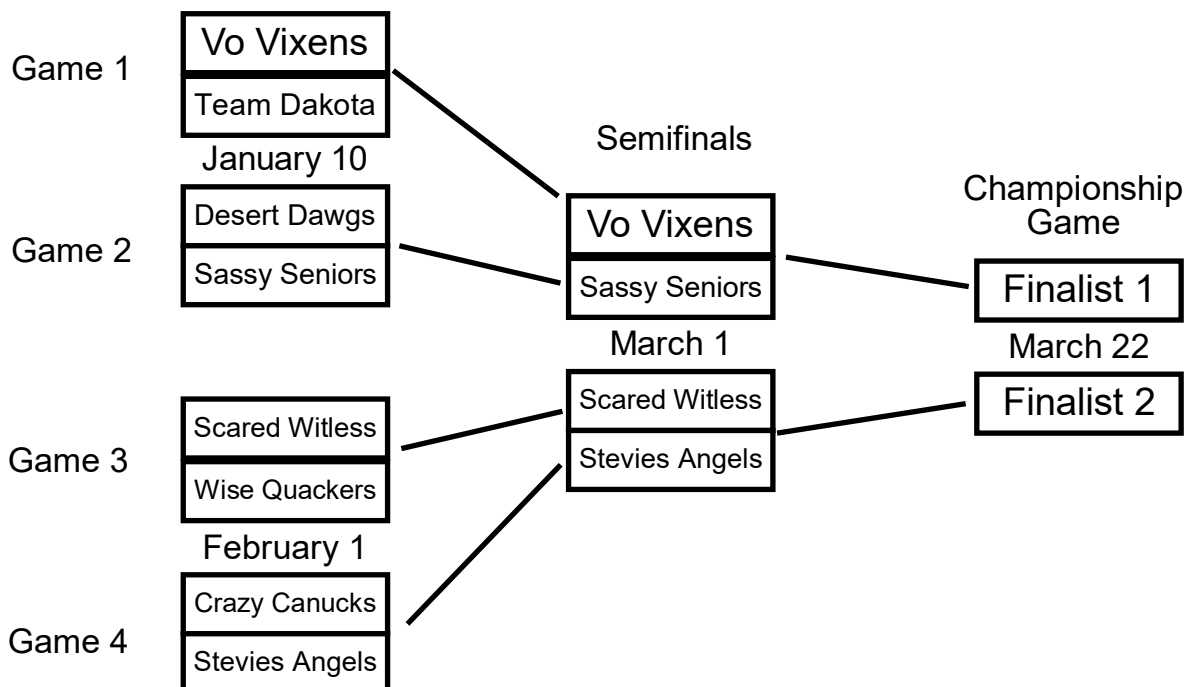 Game 1
Vo Vixens
Team Dakota
January 10
Game 2
Desert Dawgs
Sassy Seniors
Game 3
Scared Witless
Wise Quackers
February 1
Game 4
Crazy Canucks
Stevies Angels
Semifinals
Vo Vixens
Sassy Seniors
March 1
Scared Witless
Stevies Angels
Championship
Game
Finalist 1
March 22
Finalist 2